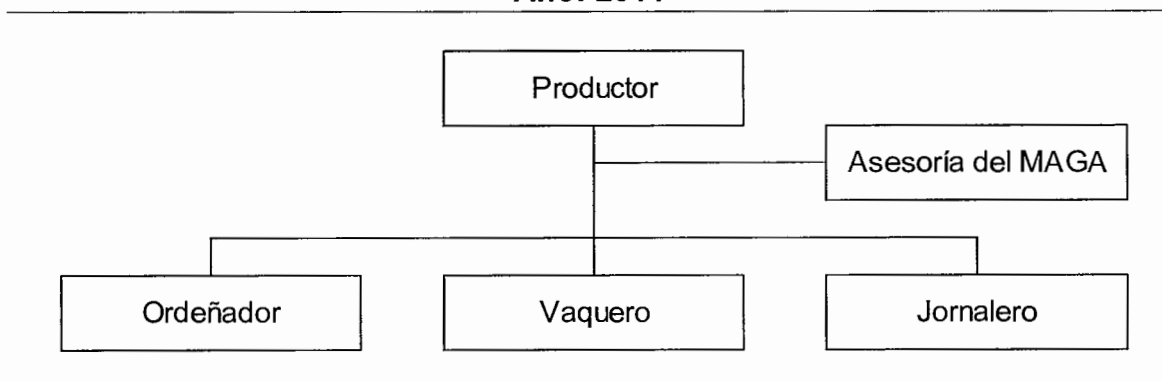 Productor
Asesoría del MAGA
Ordeñador
Vaquero
Jornalero